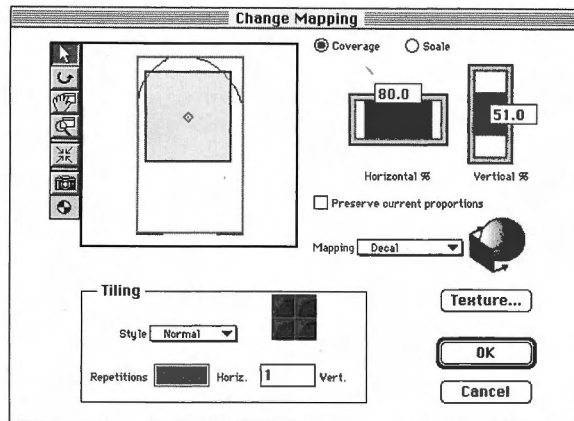 Change Mapping
Coverage
Scale
80.0
51.0
Horizontal %
Vertical %
Preserve current proportions
Mapping
Decal
Tiling
Style
Normal
Repetitions
Horiz.
1
Vert.
Texture...
OK
Cancel